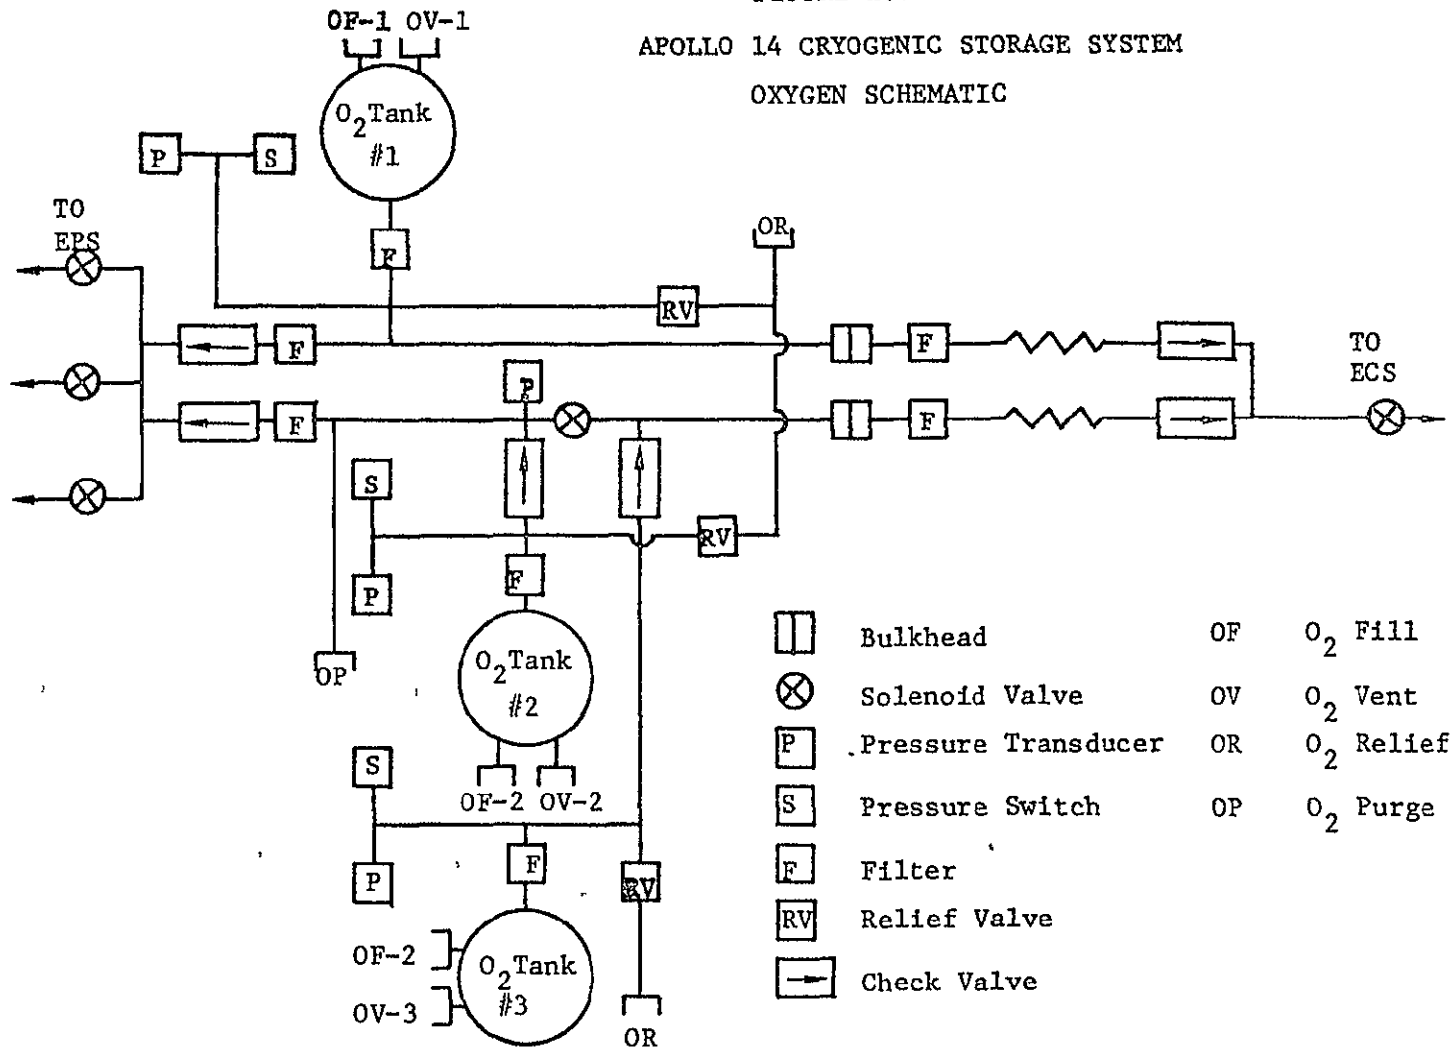 APOLLO 14 CRYOGENIC STORAGE SYSTEM
OXYGEN SCHEMATIC
OF-1 OV-1
O2 Tank
#1
P S
TO
EPS
F
OR
RV
F
F
TO
ECS
P
F
F
S
RV
P
F
OP
O2 Tank
#2
OF-2 OV-2
S
P
F
RV
OF-2
OV-3
O2 Tank
#3
OR
Bulkhead OF O2 Fill
Solenoid Valve OV O2 Vent
P Pressure Transducer OR O2 Relief
S Pressure Switch OP O2 Purge
F Filter
RV Relief Valve
Check Valve